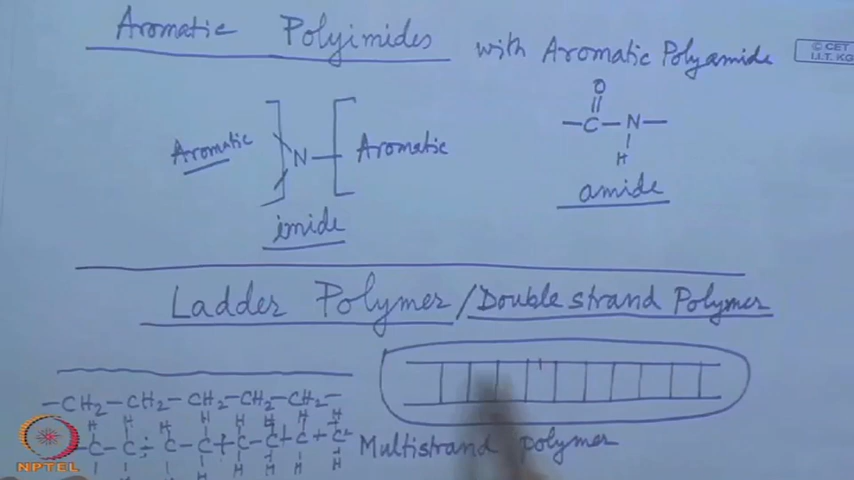 Aromatic Polyimides with Aromatic Polyamide
© CET
I.I.T. KG
O
— C — N —
H
Aromatic N — Aromatic
amide
imide
Ladder Polymer / Double strand Polymer
— CH2 — CH2 — CH2 — CH2 — CH2 —
H H H H H H H
— C — C — C — C — C — C — C — C
H H H H
Multistrand polymer
NPTEL